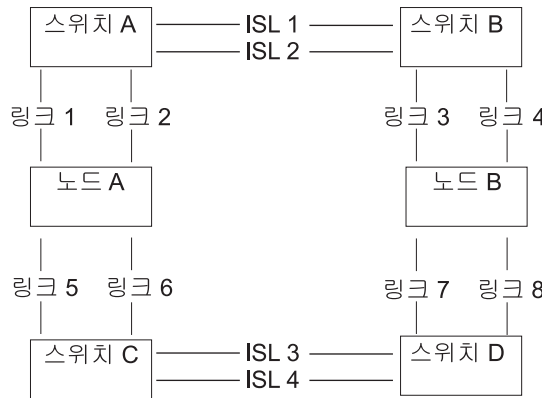 스위치 A
ISL 1
스위치 B
ISL 2
링크 1
링크 2
링크 3
링크 4
노드 A
노드 B
링크 5
링크 6
링크 7
링크 8
스위치 C
ISL 3
스위치 D
ISL 4